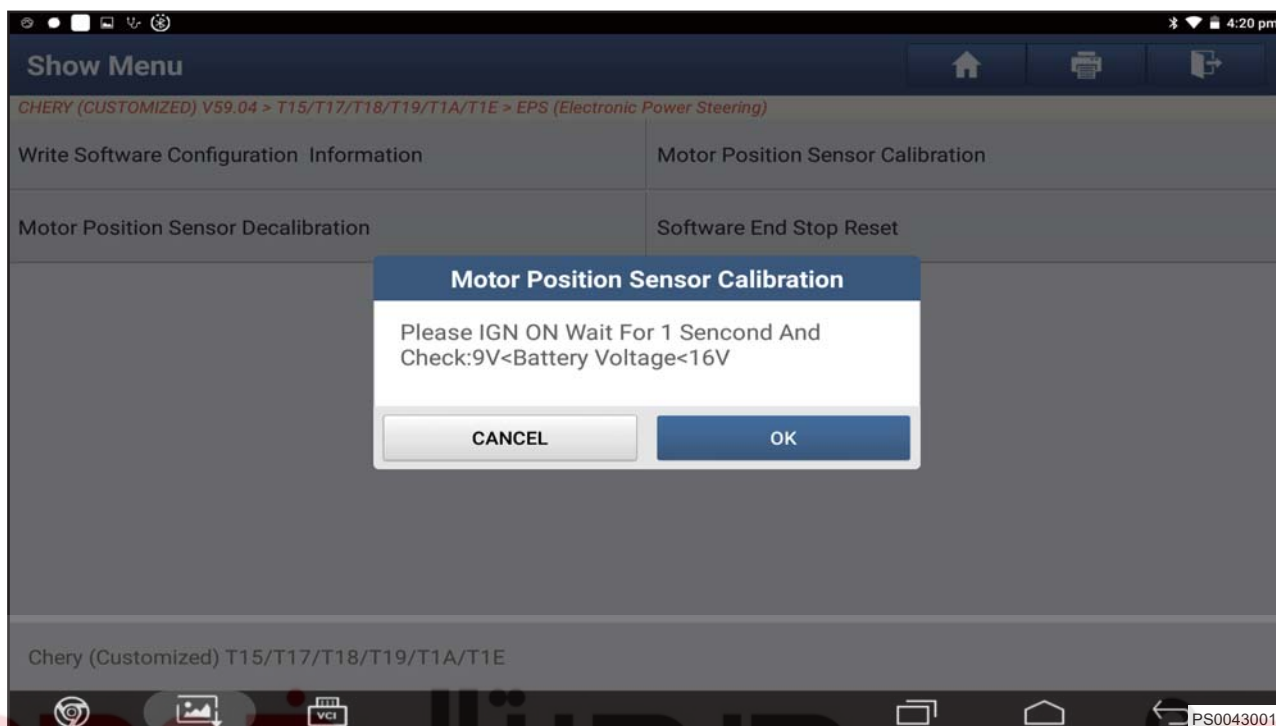 4:20 pm
Show Menu
CHERY (CUSTOMIZED) V59.04 > T15/T17/T18/T19/T1A/T1E > EPS (Electronic Power Steering)
Write Software Configuration Information
Motor Position Sensor Calibration
Motor Position Sensor Decalibration
Software End Stop Reset
Motor Position Sensor Calibration
Please IGN ON Wait For 1 Sencond And
Check:9V<Battery Voltage<16V
CANCEL
OK
Chery (Customized) T15/T17/T18/T19/T1A/T1E
VCI
PS0043001